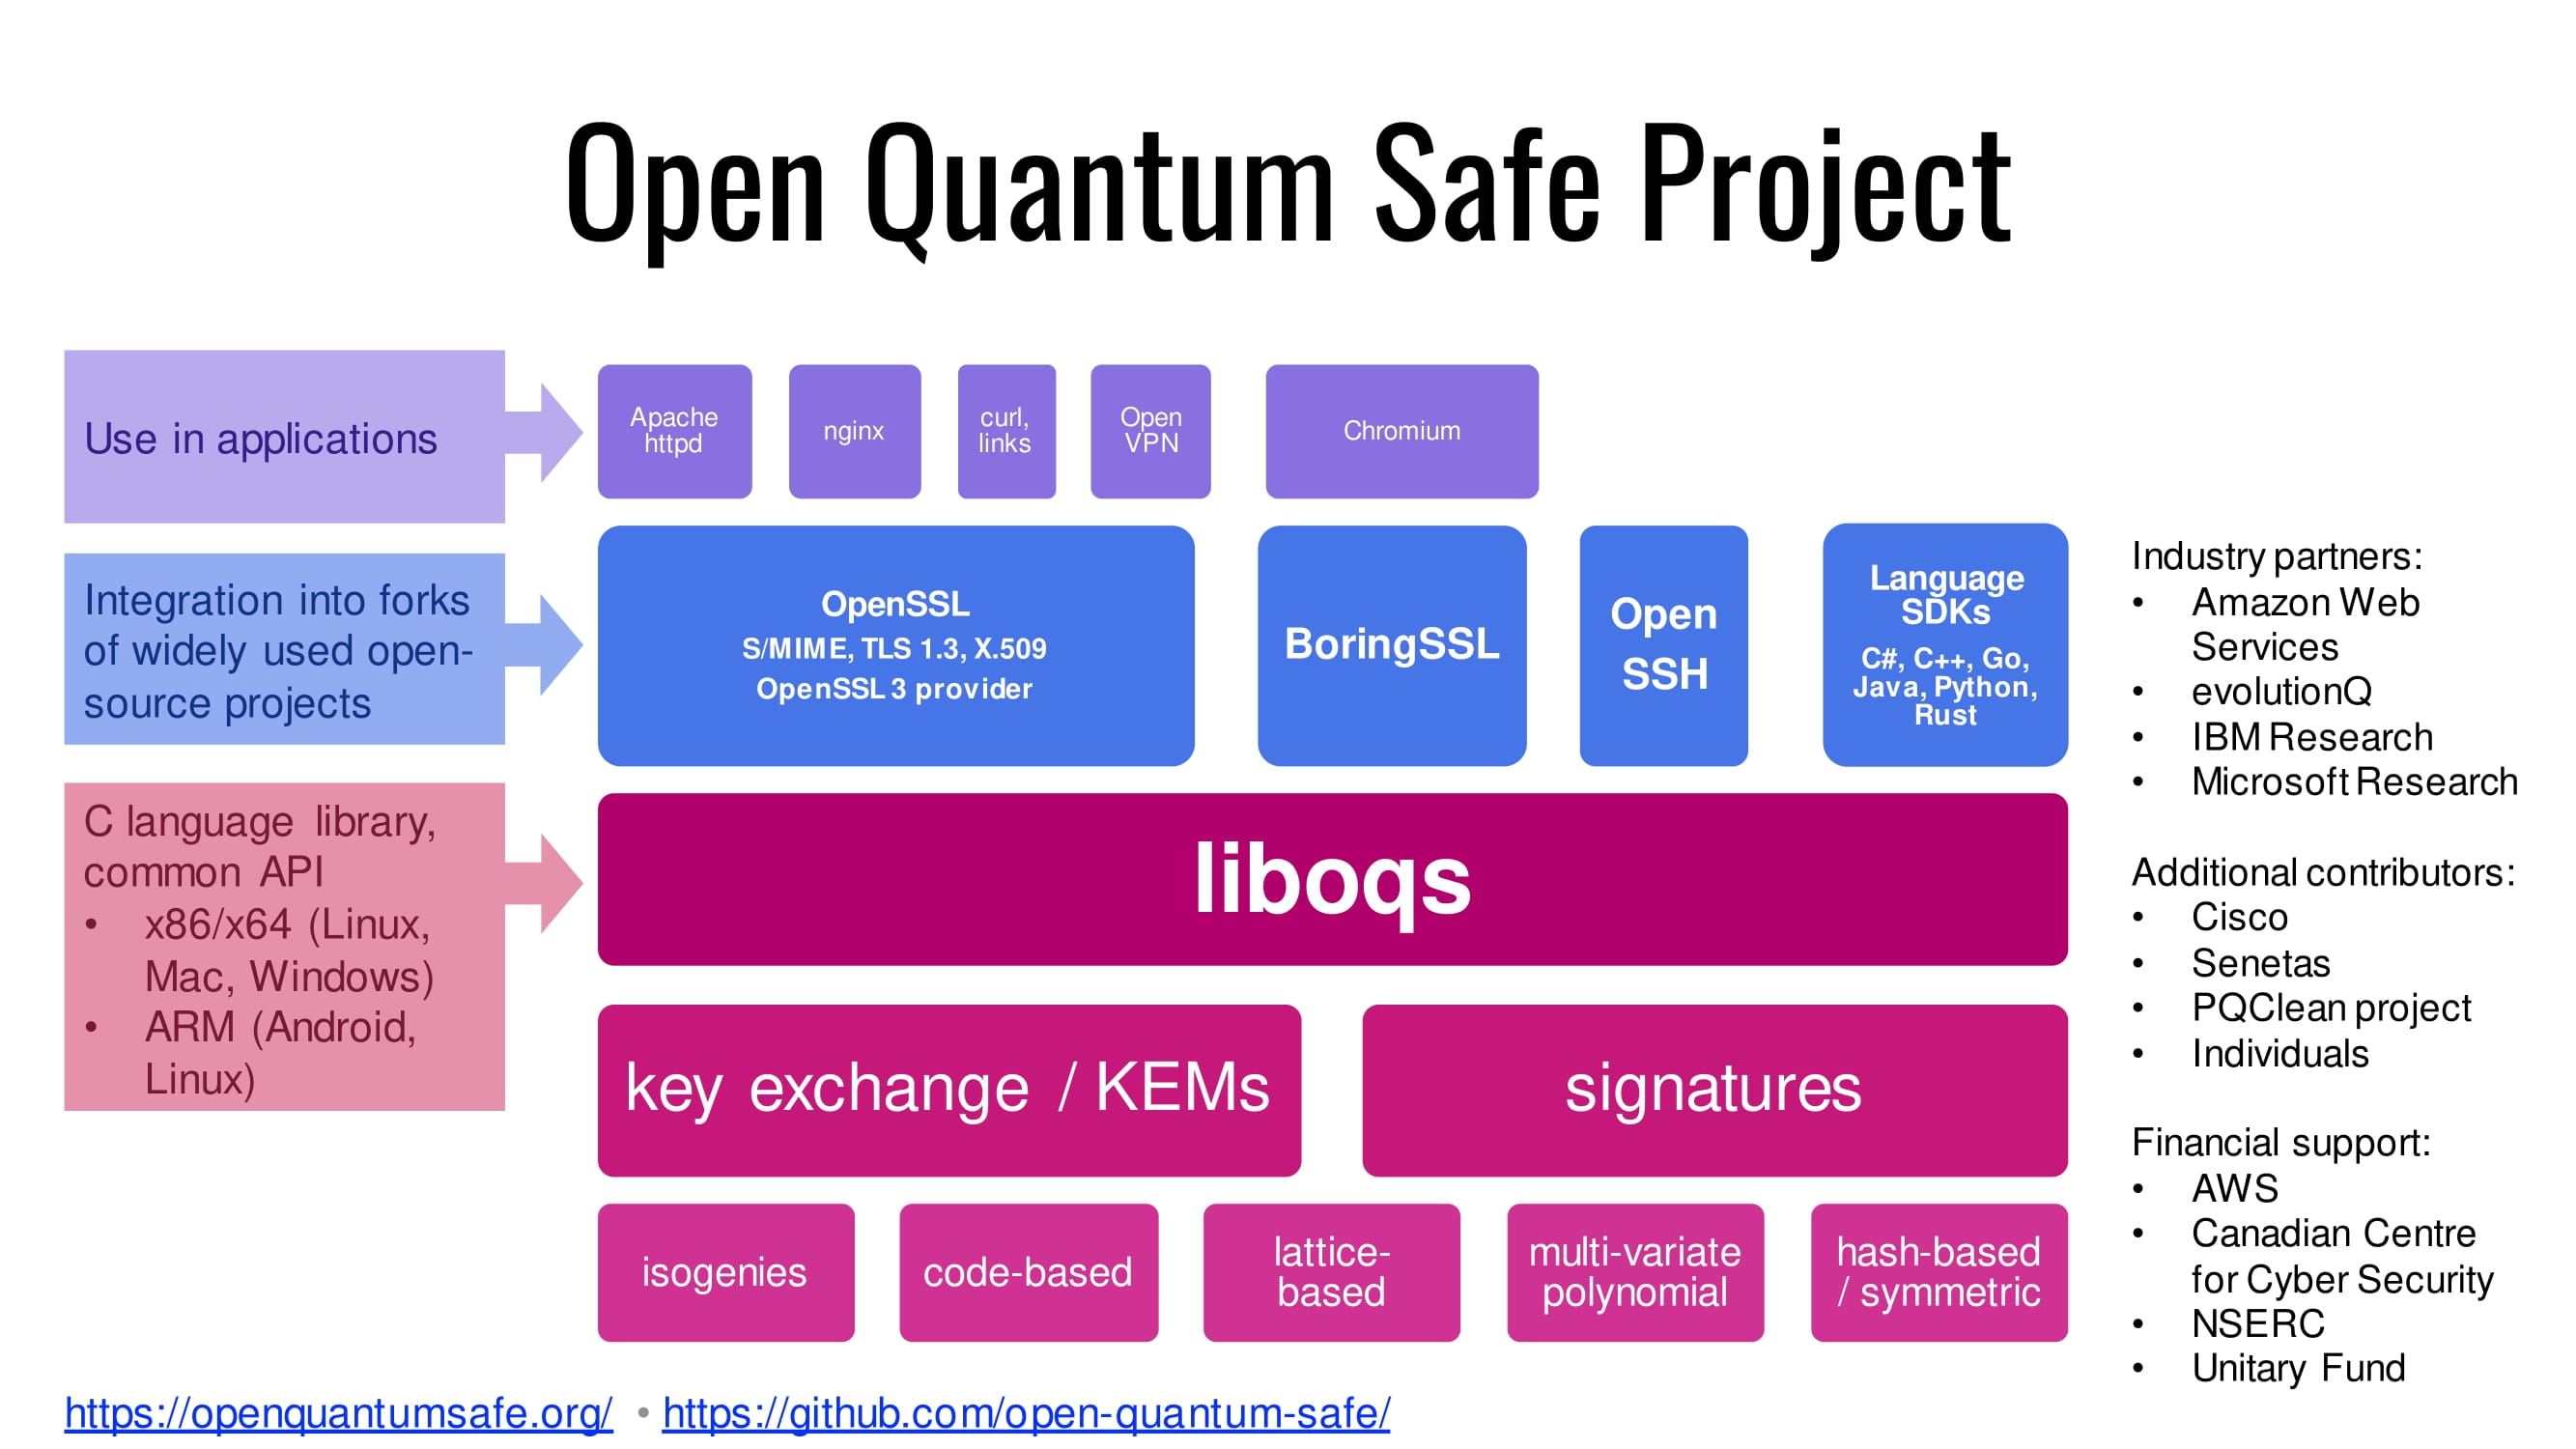 Open Quantum Safe Project
Use in applications
Apache
httpd
nginx
curl,
links
Open
VPN
Chromium
Integration into forks
of widely used open-
source projects
OpenSSL
S/MIME, TLS 1.3, X.509
OpenSSL 3 provider
BoringSSL
Open
SSH
Language
SDKs
C#, C++, Go,
Java, Python,
Rust
C language library,
common API
• x86/x64 (Linux,
Mac, Windows)
• ARM (Android,
Linux)
liboqs
key exchange / KEMs
signatures
isogenies
code-based
lattice-
based
multi-variate
polynomial
hash-based
/ symmetric
Industry partners:
• Amazon Web
Services
• evolutionQ
• IBM Research
• Microsoft Research
Additional contributors:
• Cisco
• Senetas
• PQClean project
• Individuals
Financial support:
• AWS
• Canadian Centre
for Cyber Security
• NSERC
• Unitary Fund
https://openquantumsafe.org/ • https://github.com/open-quantum-safe/